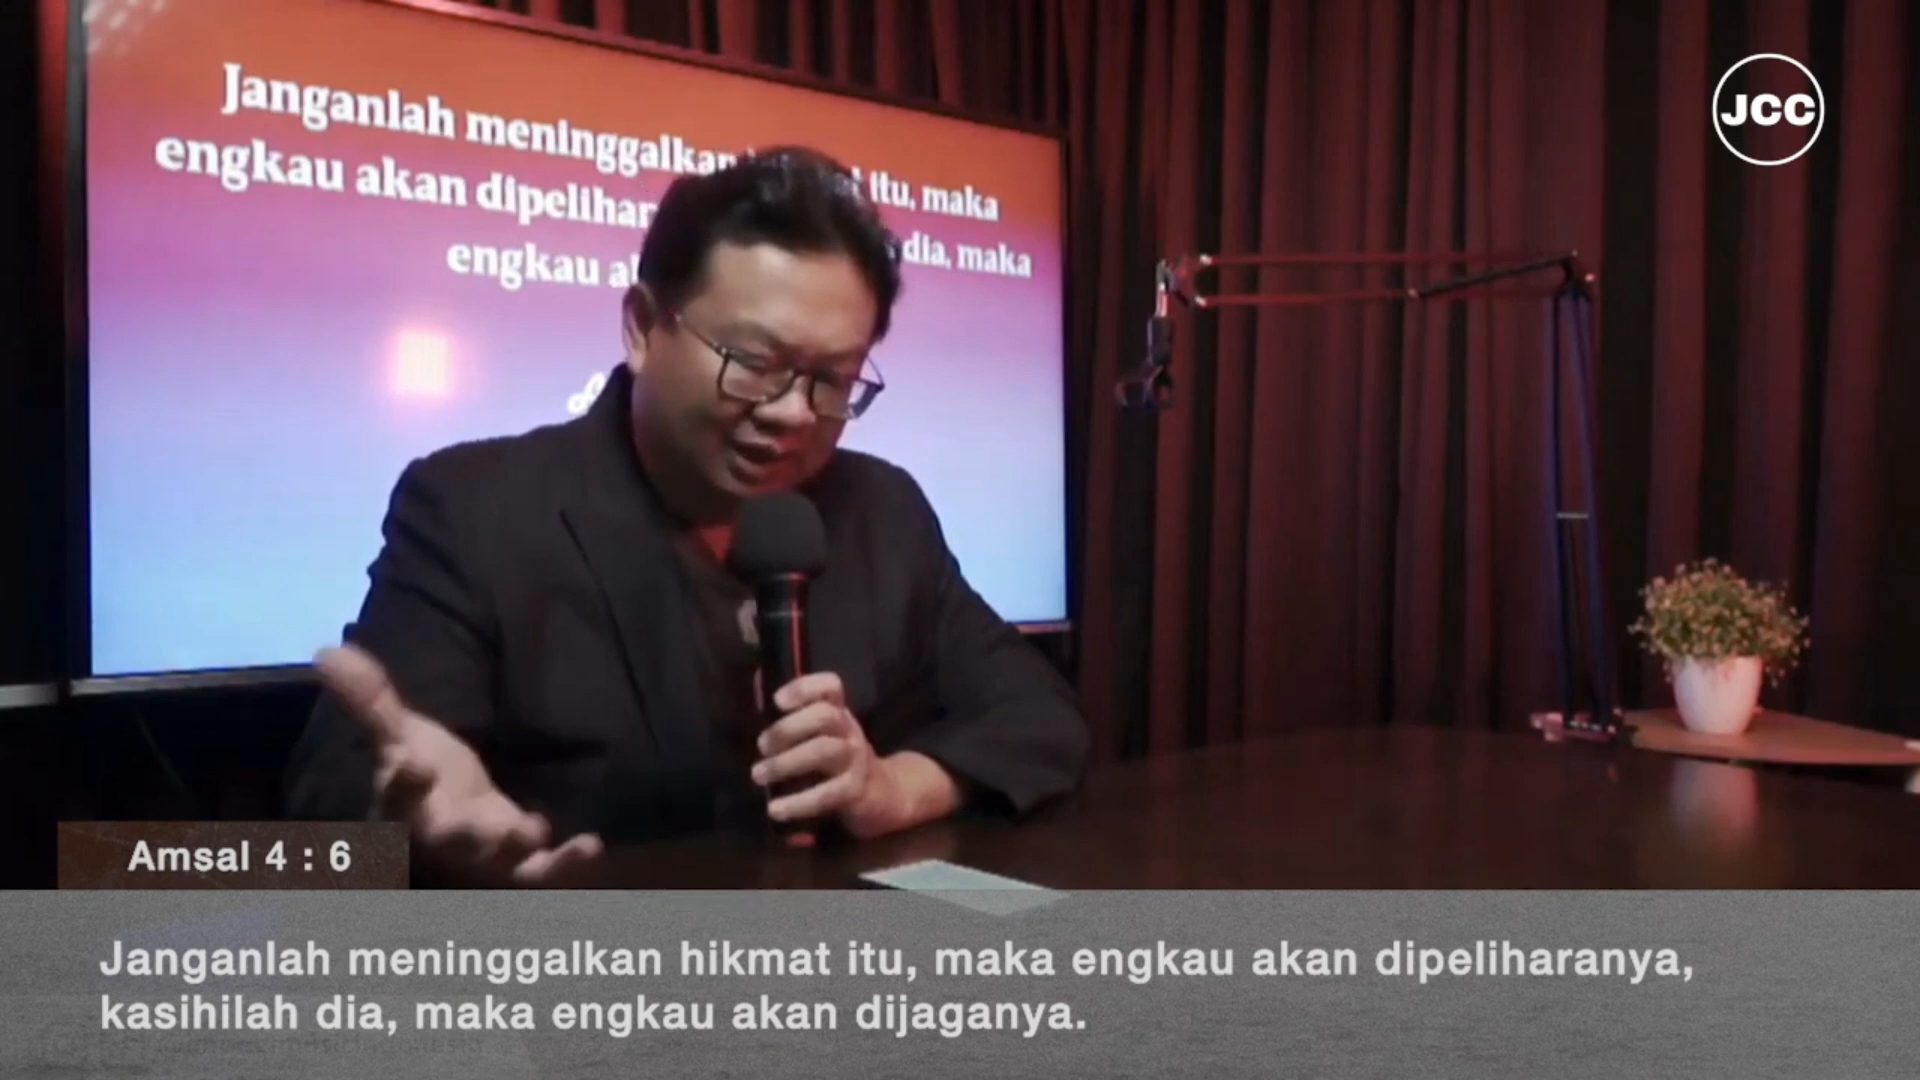 JCC
Janganlah meninggalkan itu, maka
engkau akan dipelihar dia, maka
engkau
Amsal 4 : 6
Janganlah meninggalkan hikmat itu, maka engkau akan dipeliharanya,
kasihilah dia, maka engkau akan dijaganya.